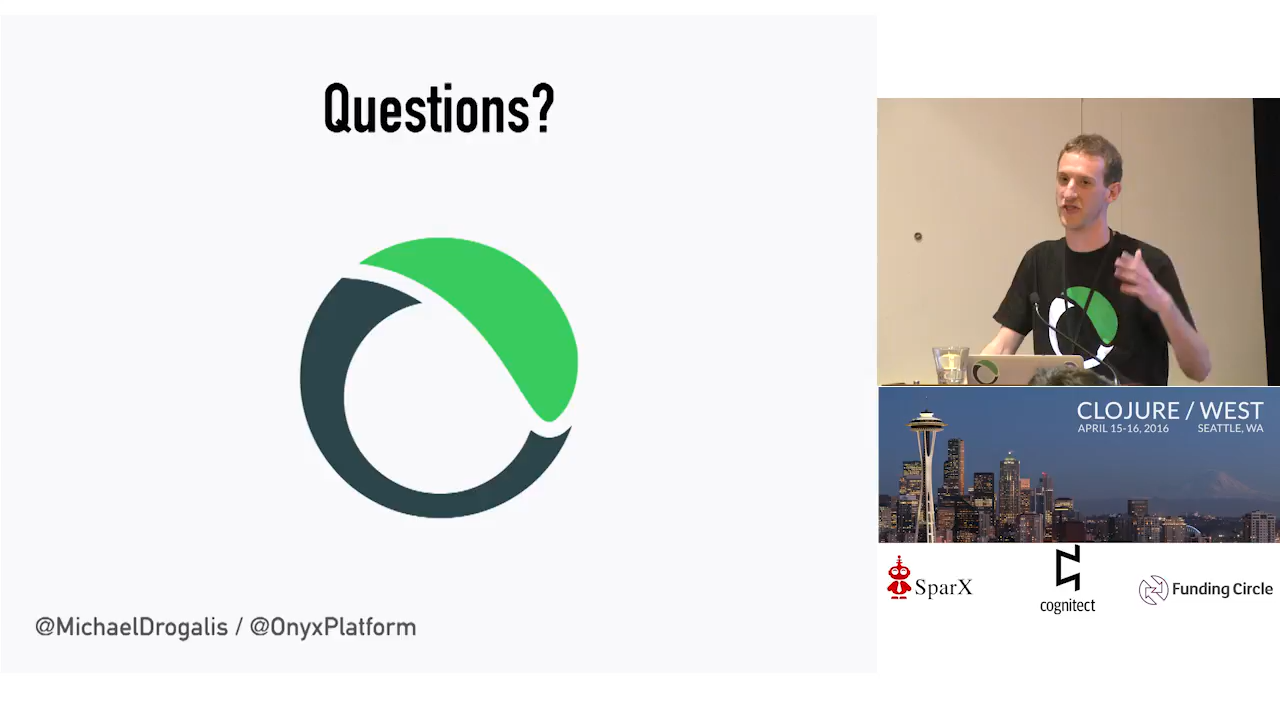 Questions?
@MichaelDrogalis / @OnyxPlatform
CLOJURE / WEST
APRIL 15-16, 2016 SEATTLE, WA
SparX
cognitect
Funding Circle